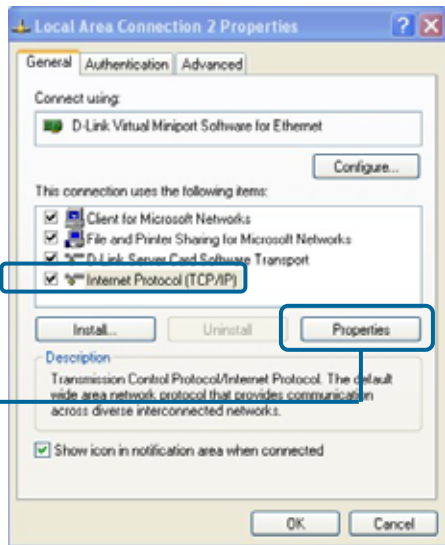 Local Area Connection 2 Properties
General Authentication Advanced
Connect using:
D-Link Virtual Miniport Software for Ethernet
Configure...
This connection uses the following items:
Client for Microsoft Networks
File and Printer Sharing for Microsoft Networks
D-Link Server Card Software Transport
Internet Protocol (TCP/IP)
Install... Uninstall Properties
Description
Transmission Control Protocol/Internet Protocol. The default
wide area network protocol that provides communication
across diverse interconnected networks.
Show icon in notification area when connected
OK Cancel